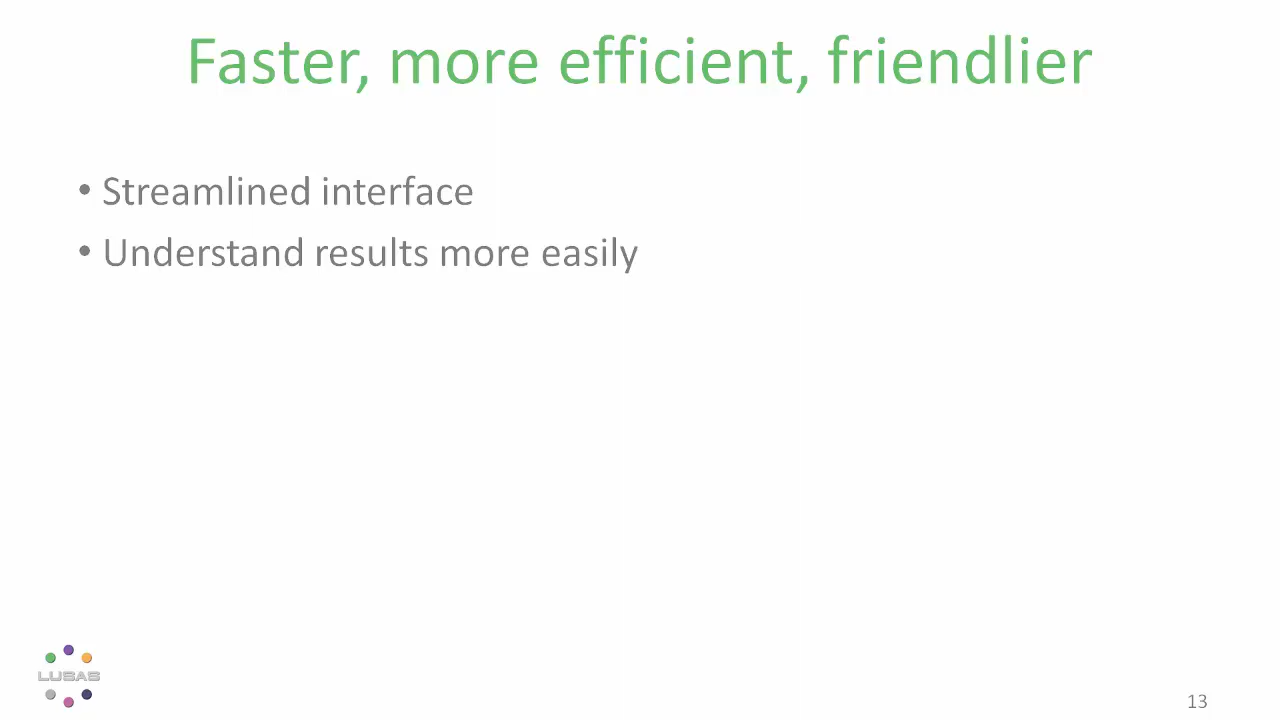 Faster, more efficient, friendlier
• Streamlined interface
• Understand results more easily
LUSAS
13